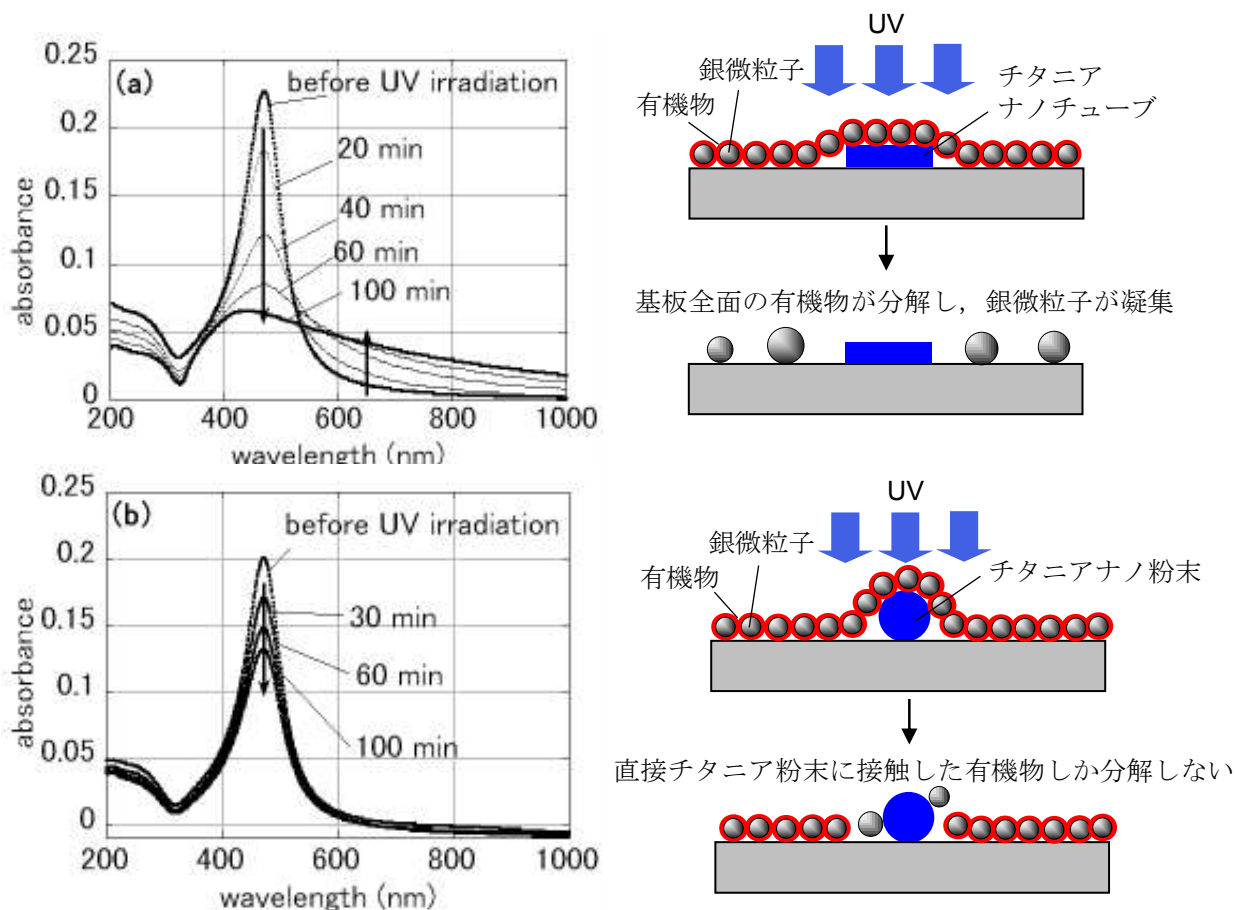 (a)
before UV irradiation
20 min
40 min
60 min
100 min
0.25
0.2
0.15
0.1
0.05
0
absorbance
200
400
600
800
1000
wavelength (nm)
UV
銀微粒子
有機物
チタニア
ナノチューブ
基板全面の有機物が分解し，銀微粒子が凝集
(b)
before UV irradiation
30 min
60 min
100 min
0.25
0.2
0.15
0.1
0.05
0
absorbance
200
400
600
800
1000
wavelength (nm)
UV
銀微粒子
有機物
チタニアナノ粉末
直接チタニア粉末に接触した有機物しか分解しない